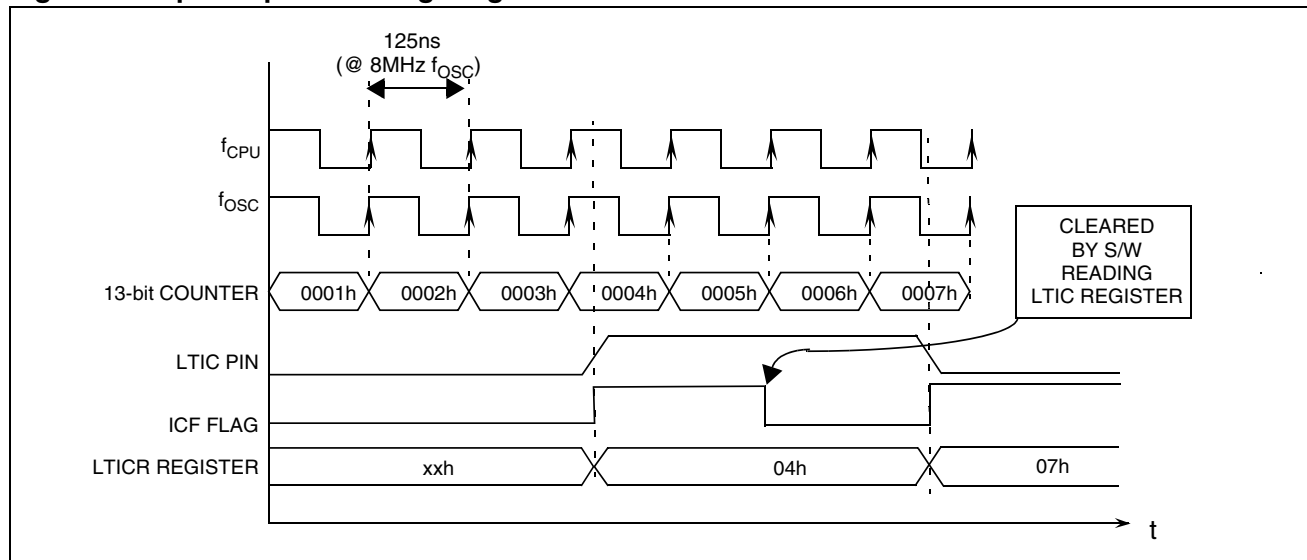 125ns
(@ 8MHz fOSC)
fCPU
fOSC
13-bit COUNTER
0001h 0002h 0003h 0004h 0005h 0006h 0007h
CLEARED
BY S/W
READING
LTIC REGISTER
LTIC PIN
ICF FLAG
LTICR REGISTER
xxh 04h 07h
t